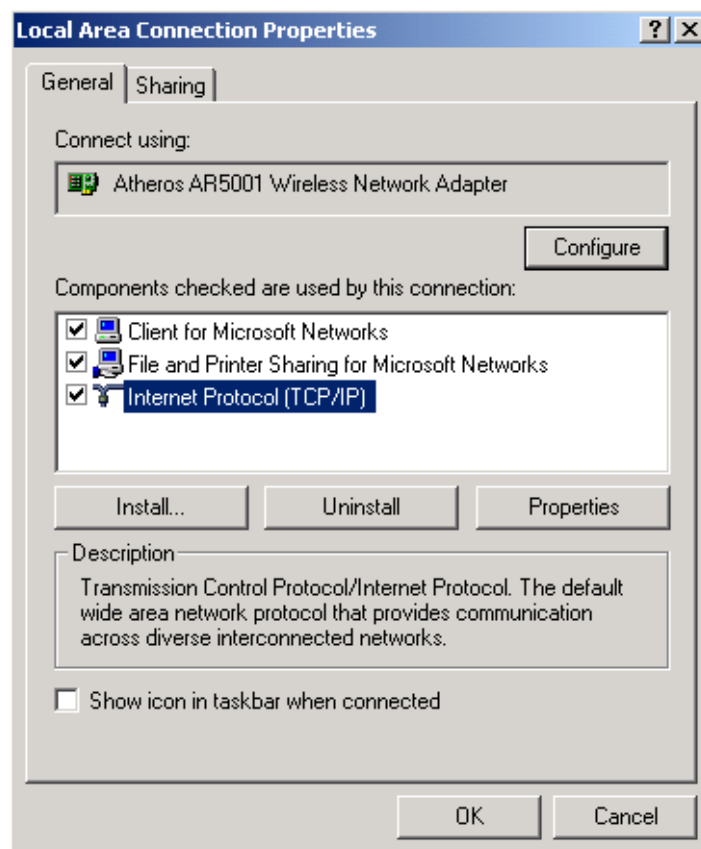 Local Area Connection Properties
General
Sharing
Connect using:
Atheros AR5001 Wireless Network Adapter
Configure
Components checked are used by this connection:
Client for Microsoft Networks
File and Printer Sharing for Microsoft Networks
Internet Protocol (TCP/IP)
Install...
Uninstall
Properties
Description
Transmission Control Protocol/Internet Protocol. The default
wide area network protocol that provides communication
across diverse interconnected networks.
Show icon in taskbar when connected
OK
Cancel